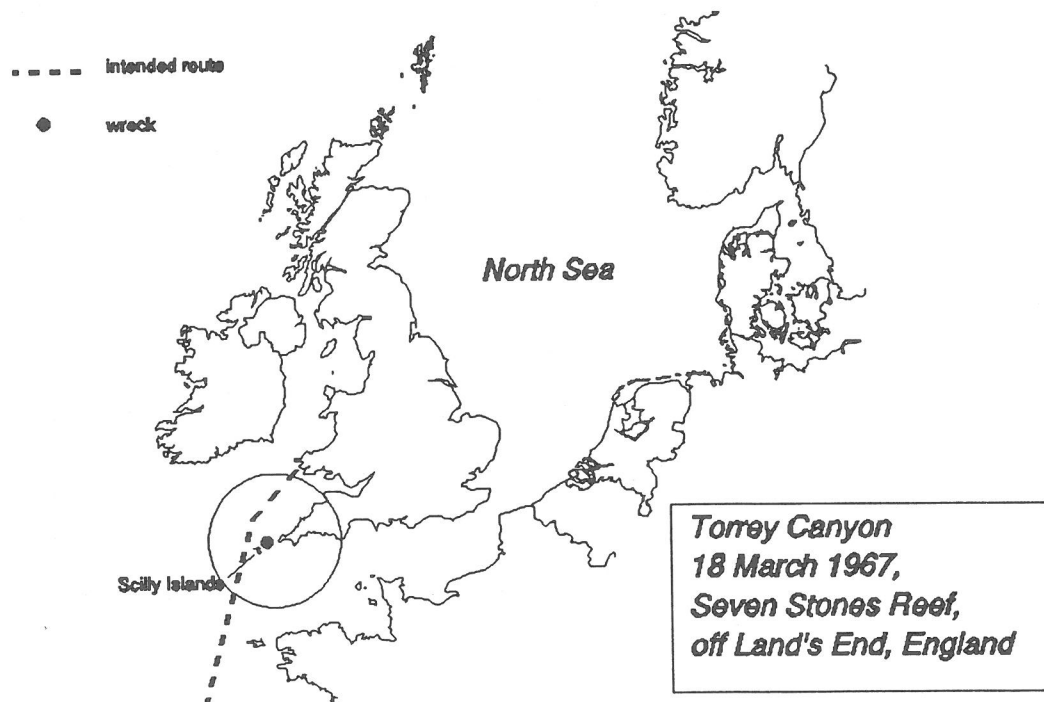 intended route
wreck
North Sea
Scilly Islands
Torrey Canyon
18 March 1967,
Seven Stones Reef,
off Land's End, England